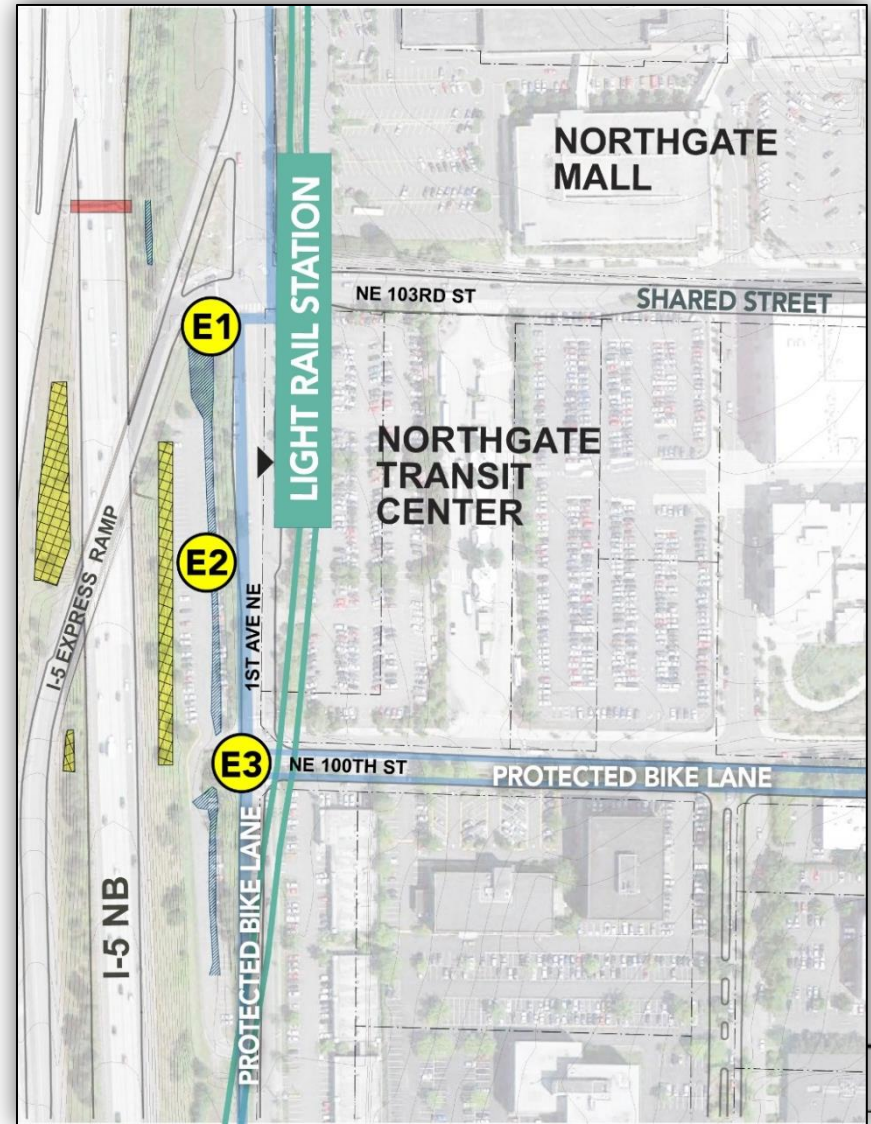 NORTHGATE
MALL
LIGHT RAIL STATION
NE 103RD ST
SHARED STREET
E1
NORTHGATE
TRANSIT
CENTER
I-5 EXPRESS RAMP
E2
1ST AVE NE
E3
NE 100TH ST
PROTECTED BIKE LANE
I-5 NB
PROTECTED BIKE LANE